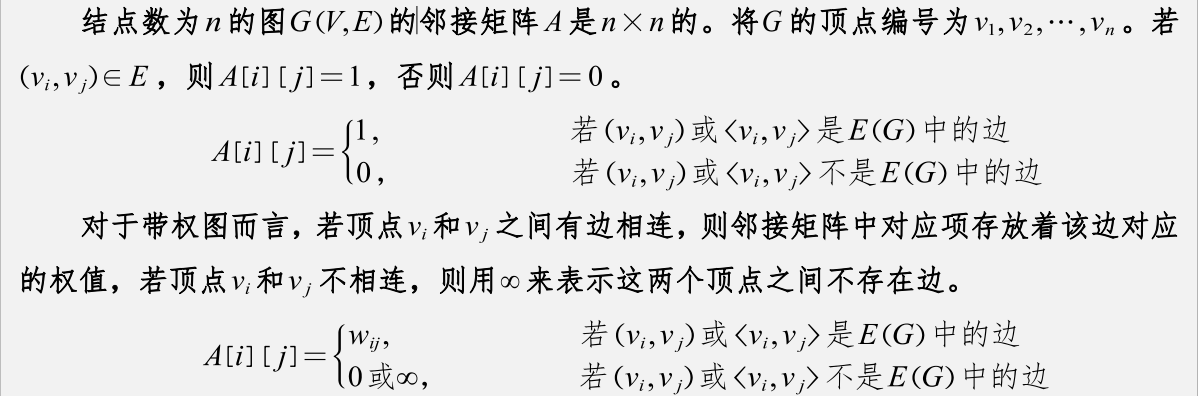 结点数为n的图G(V,E)的邻接矩阵A是n×n的。将G的顶点编号为v₁,v₂,⋯,vₙ。若
(vᵢ,vⱼ)∈E，则A[i][j]=1，否则A[i][j]=0。
A[i][j]={1, 若(vᵢ,vⱼ)或〈vᵢ,vⱼ〉是E(G)中的边
0, 若(vᵢ,vⱼ)或〈vᵢ,vⱼ〉不是E(G)中的边
对于带权图而言，若顶点vᵢ和vⱼ之间有边相连，则邻接矩阵中对应项存放着该边对应
的权值，若顶点vᵢ和vⱼ不相连，则用∞来表示这两个顶点之间不存在边。
A[i][j]={wᵢⱼ, 若(vᵢ,vⱼ)或〈vᵢ,vⱼ〉是E(G)中的边
0或∞, 若(vᵢ,vⱼ)或〈vᵢ,vⱼ〉不是E(G)中的边